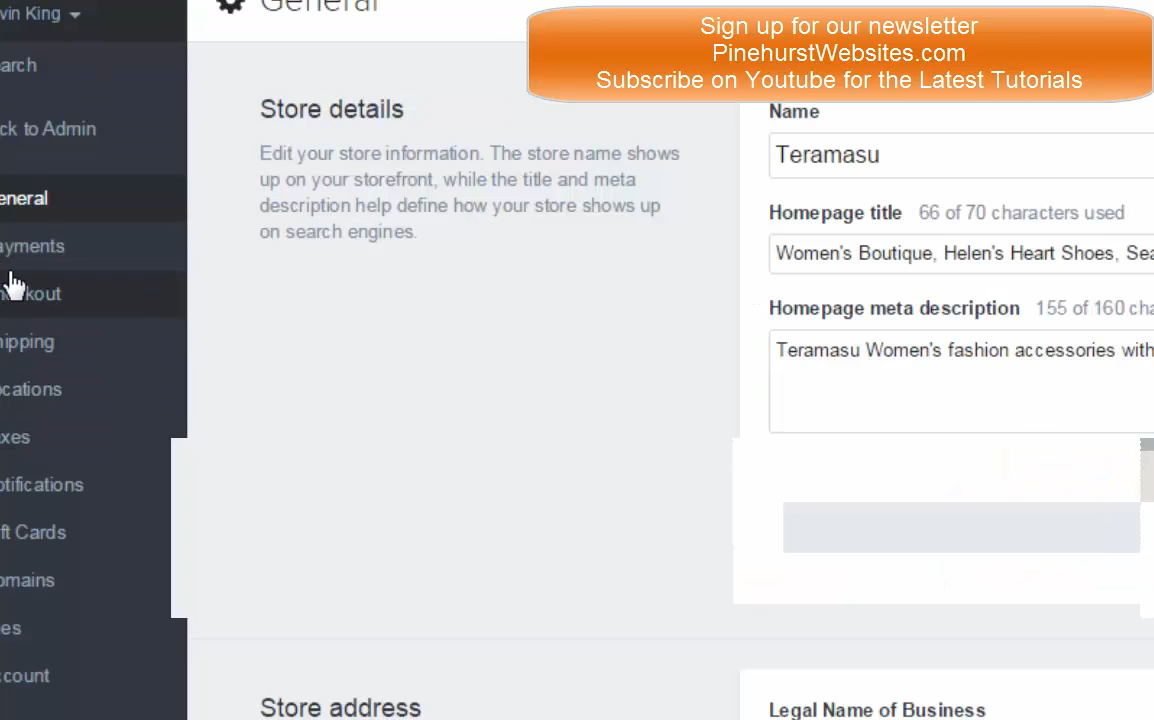 vin King
General
Sign up for our newsletter
PinehurstWebsites.com
Subscribe on Youtube for the Latest Tutorials
arch
ck to Admin
eneral
ayments
kout
hipping
ocations
axes
otifications
ft Cards
omains
es
count
Store details
Edit your store information. The store name shows
up on your storefront, while the title and meta
description help define how your store shows up
on search engines.
Name
Teramasu
Homepage title 66 of 70 characters used
Women's Boutique, Helen's Heart Shoes, Sea
Homepage meta description 155 of 160 cha
Teramasu Women's fashion accessories with
Store address
Legal Name of Business